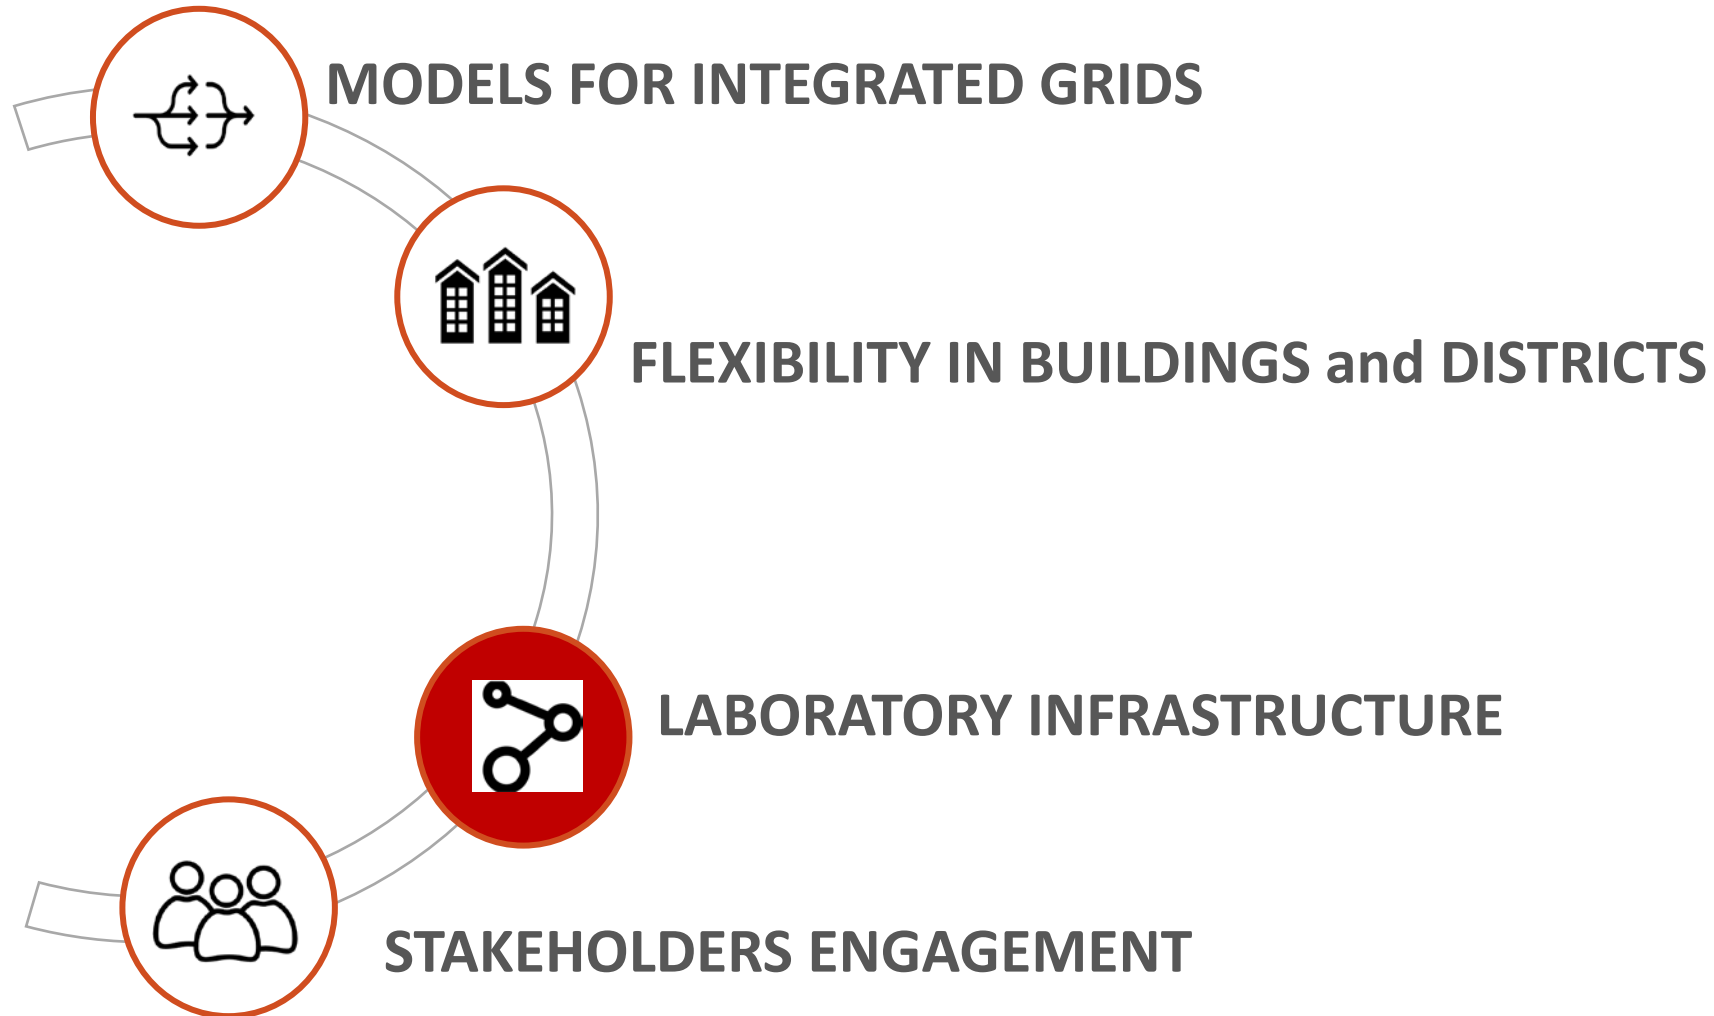 MODELS FOR INTEGRATED GRIDS
FLEXIBILITY IN BUILDINGS and DISTRICTS
LABORATORY INFRASTRUCTURE
STAKEHOLDERS ENGAGEMENT